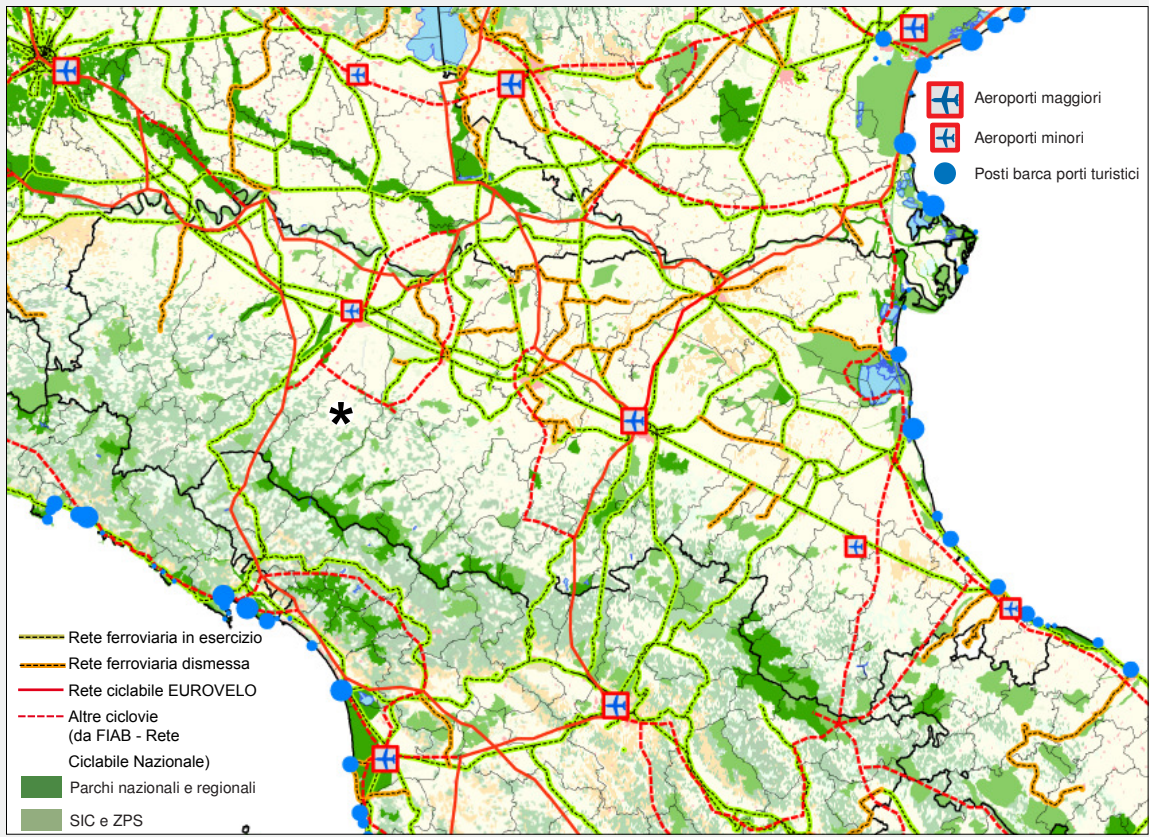 Aeroporti maggiori
Aeroporti minori
Posti barca porti turistici
*
Rete ferroviaria in esercizio
Rete ferroviaria dismessa
Rete ciclabile EUROVELO
Altre ciclovie
(da FIAB - Rete
Ciclabile Nazionale)
Parchi nazionali e regionali
SIC e ZPS